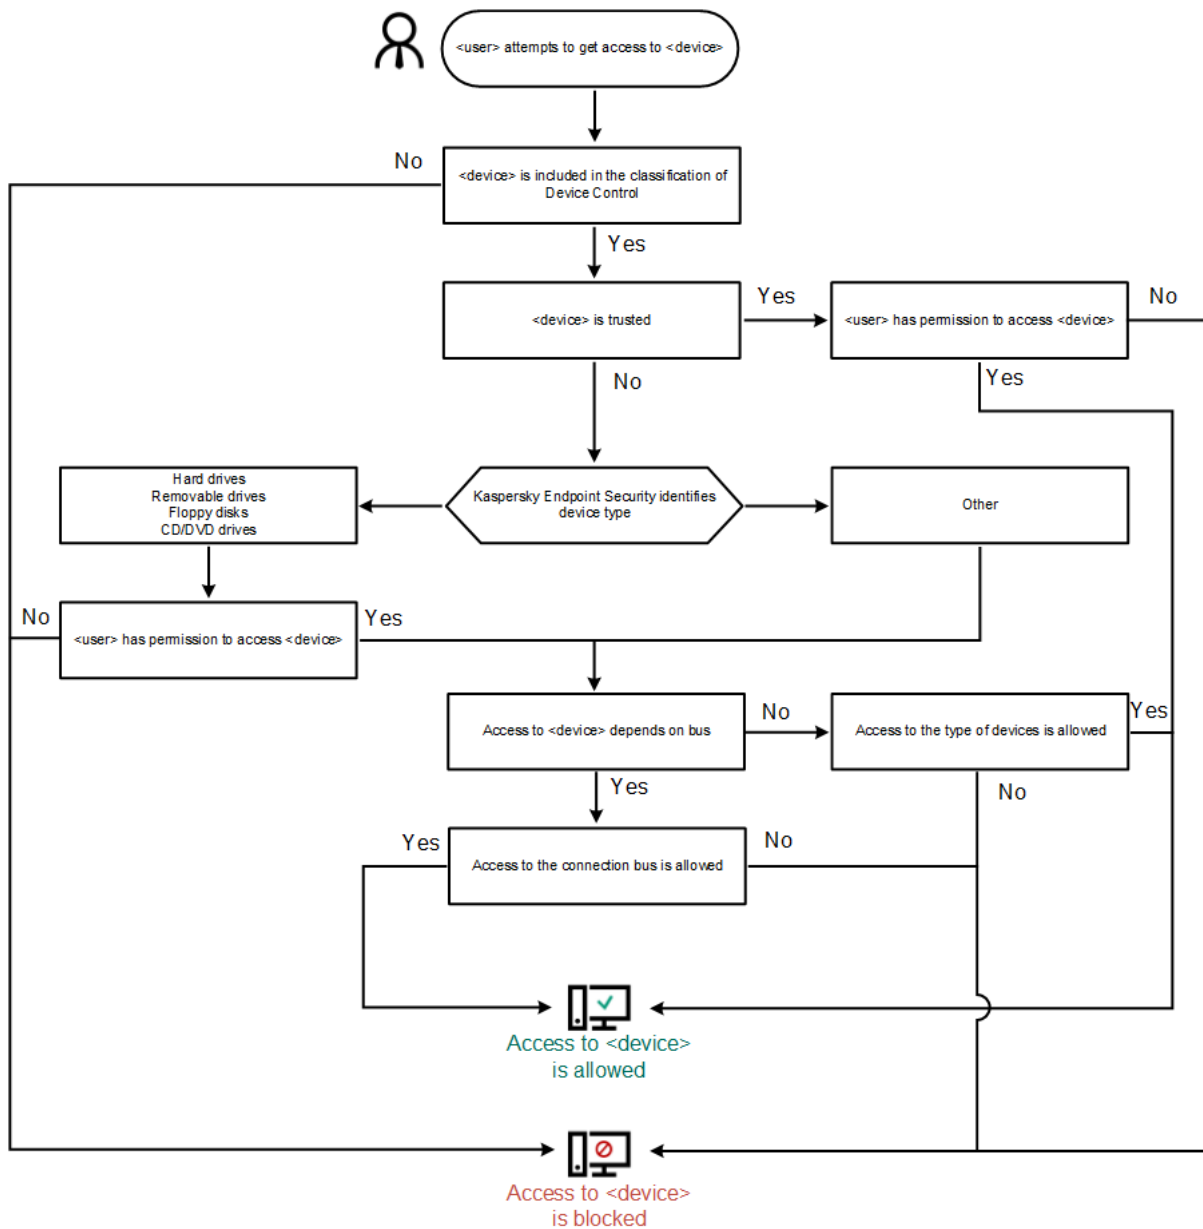 <user> attempts to get access to <device>
No
<device> is included in the classification of
Device Control
Yes
<device> is trusted
Yes
<user> has permission to access <device>
No
No
Yes
Hard drives
Removable drives
Floppy disks
CD/DVD drives
Kaspersky Endpoint Security identifies
device type
Other
No
<user> has permission to access <device>
Yes
Access to <device> depends on bus
No
Access to the type of devices is allowed
Yes
Yes
No
Yes
Access to the connection bus is allowed
No
Access to <device>
is allowed
Access to <device>
is blocked